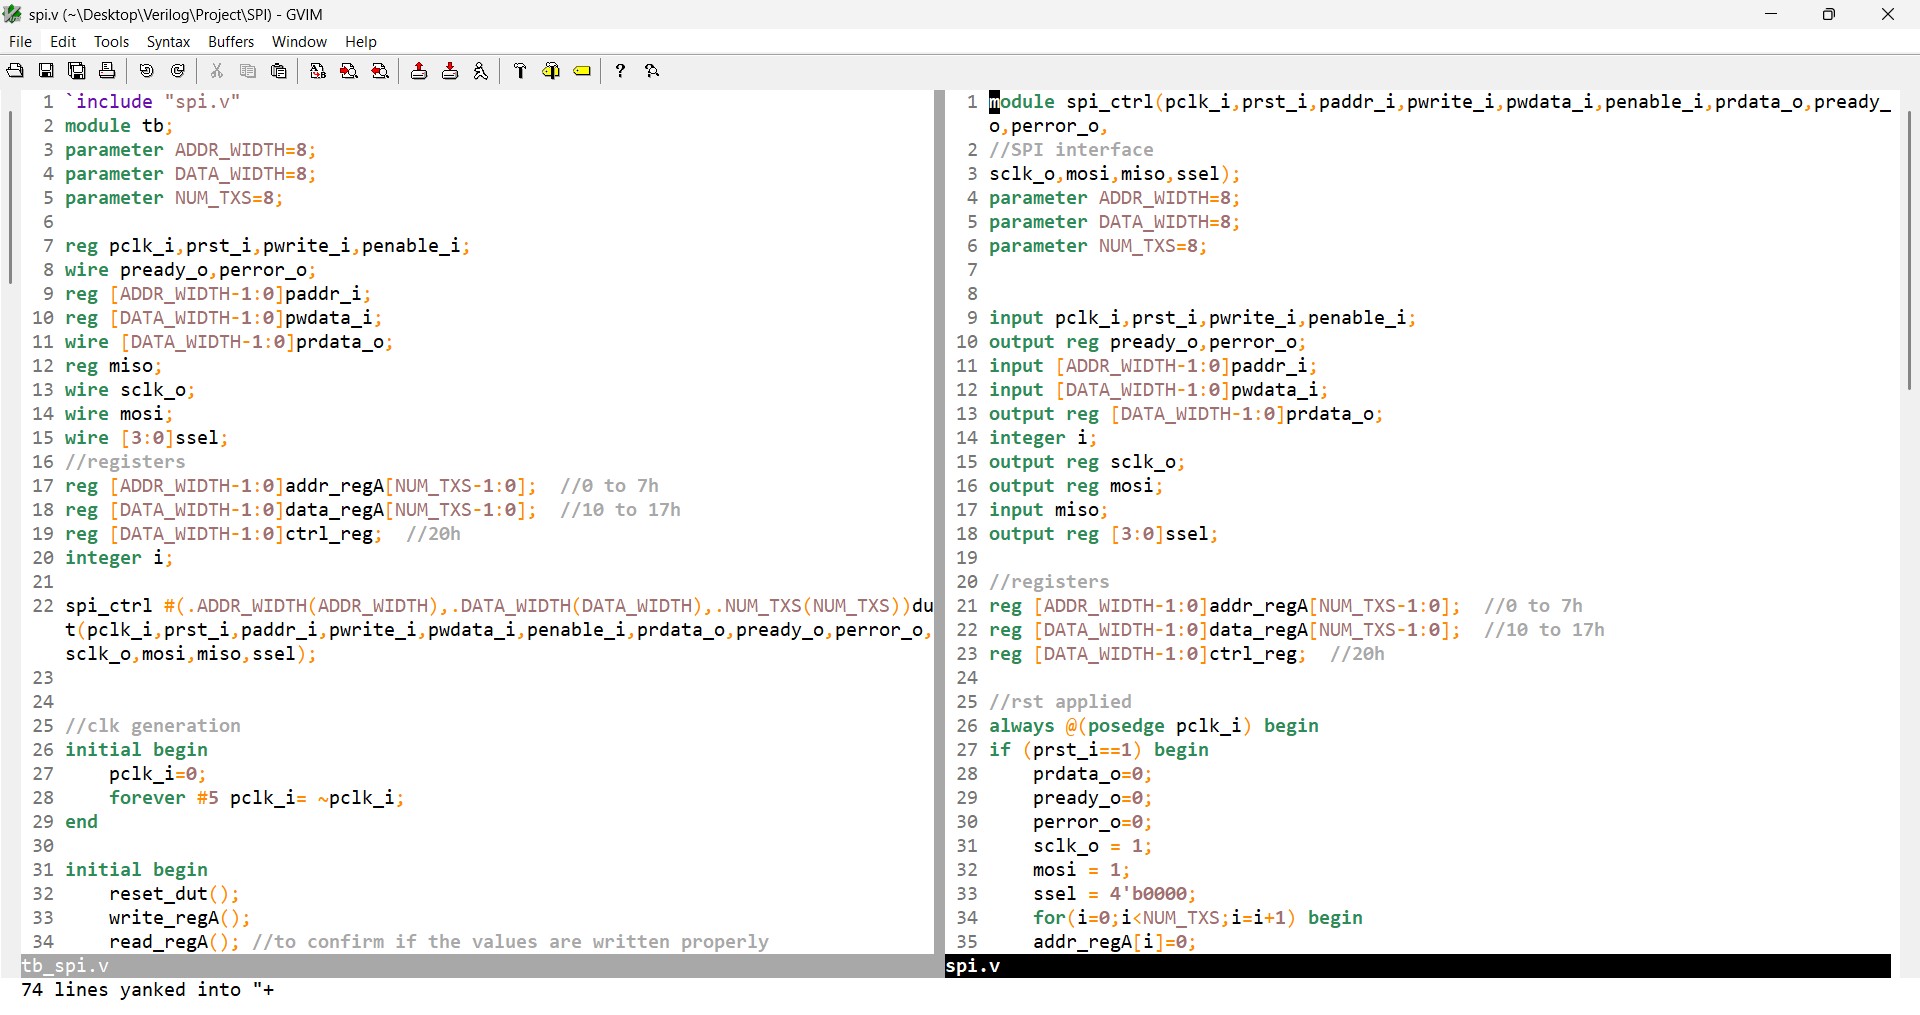 spi.v (~\Desktop\Verilog\Project\SPI) - GVIM
File Edit Tools Syntax Buffers Window Help
1 `include "spi.v"
2 module tb;
3 parameter ADDR_WIDTH=8;
4 parameter DATA_WIDTH=8;
5 parameter NUM_TXS=8;
6
7 reg pclk_i,prst_i,pwrite_i,penable_i;
8 wire pready_o,perror_o;
9 reg [ADDR_WIDTH-1:0]paddr_i;
10 reg [DATA_WIDTH-1:0]pwdata_i;
11 wire [DATA_WIDTH-1:0]prdata_o;
12 reg miso;
13 wire sclk_o;
14 wire mosi;
15 wire [3:0]ssel;
16 //registers
17 reg [ADDR_WIDTH-1:0]addr_regA[NUM_TXS-1:0];  //0 to 7h
18 reg [DATA_WIDTH-1:0]data_regA[NUM_TXS-1:0];  //10 to 17h
19 reg [DATA_WIDTH-1:0]ctrl_reg;  //20h
20 integer i;
21
22 spi_ctrl #(.ADDR_WIDTH(ADDR_WIDTH),.DATA_WIDTH(DATA_WIDTH),.NUM_TXS(NUM_TXS))du
t(pclk_i,prst_i,paddr_i,pwrite_i,pwdata_i,penable_i,prdata_o,pready_o,perror_o,
sclk_o,mosi,miso,ssel);
23
24
25 //clk generation
26 initial begin
27     pclk_i=0;
28     forever #5 pclk_i= ~pclk_i;
29 end
30
31 initial begin
32     reset_dut();
33     write_regA();
34     read_regA(); //to confirm if the values are written properly
tb_spi.v
1 module spi_ctrl(pclk_i,prst_i,paddr_i,pwrite_i,pwdata_i,penable_i,prdata_o,pready_
o,perror_o,
2 //SPI interface
3 sclk_o,mosi,miso,ssel);
4 parameter ADDR_WIDTH=8;
5 parameter DATA_WIDTH=8;
6 parameter NUM_TXS=8;
7
8
9 input pclk_i,prst_i,pwrite_i,penable_i;
10 output reg pready_o,perror_o;
11 input [ADDR_WIDTH-1:0]paddr_i;
12 input [DATA_WIDTH-1:0]pwdata_i;
13 output reg [DATA_WIDTH-1:0]prdata_o;
14 integer i;
15 output reg sclk_o;
16 output reg mosi;
17 input miso;
18 output reg [3:0]ssel;
19
20 //registers
21 reg [ADDR_WIDTH-1:0]addr_regA[NUM_TXS-1:0];  //0 to 7h
22 reg [DATA_WIDTH-1:0]data_regA[NUM_TXS-1:0];  //10 to 17h
23 reg [DATA_WIDTH-1:0]ctrl_reg;  //20h
24
25 //rst applied
26 always @(posedge pclk_i) begin
27 if (prst_i==1) begin
28     prdata_o=0;
29     pready_o=0;
30     perror_o=0;
31     sclk_o = 1;
32     mosi = 1;
33     ssel = 4'b0000;
34     for(i=0;i<NUM_TXS;i=i+1) begin
35     addr_regA[i]=0;
spi.v
74 lines yanked into "+